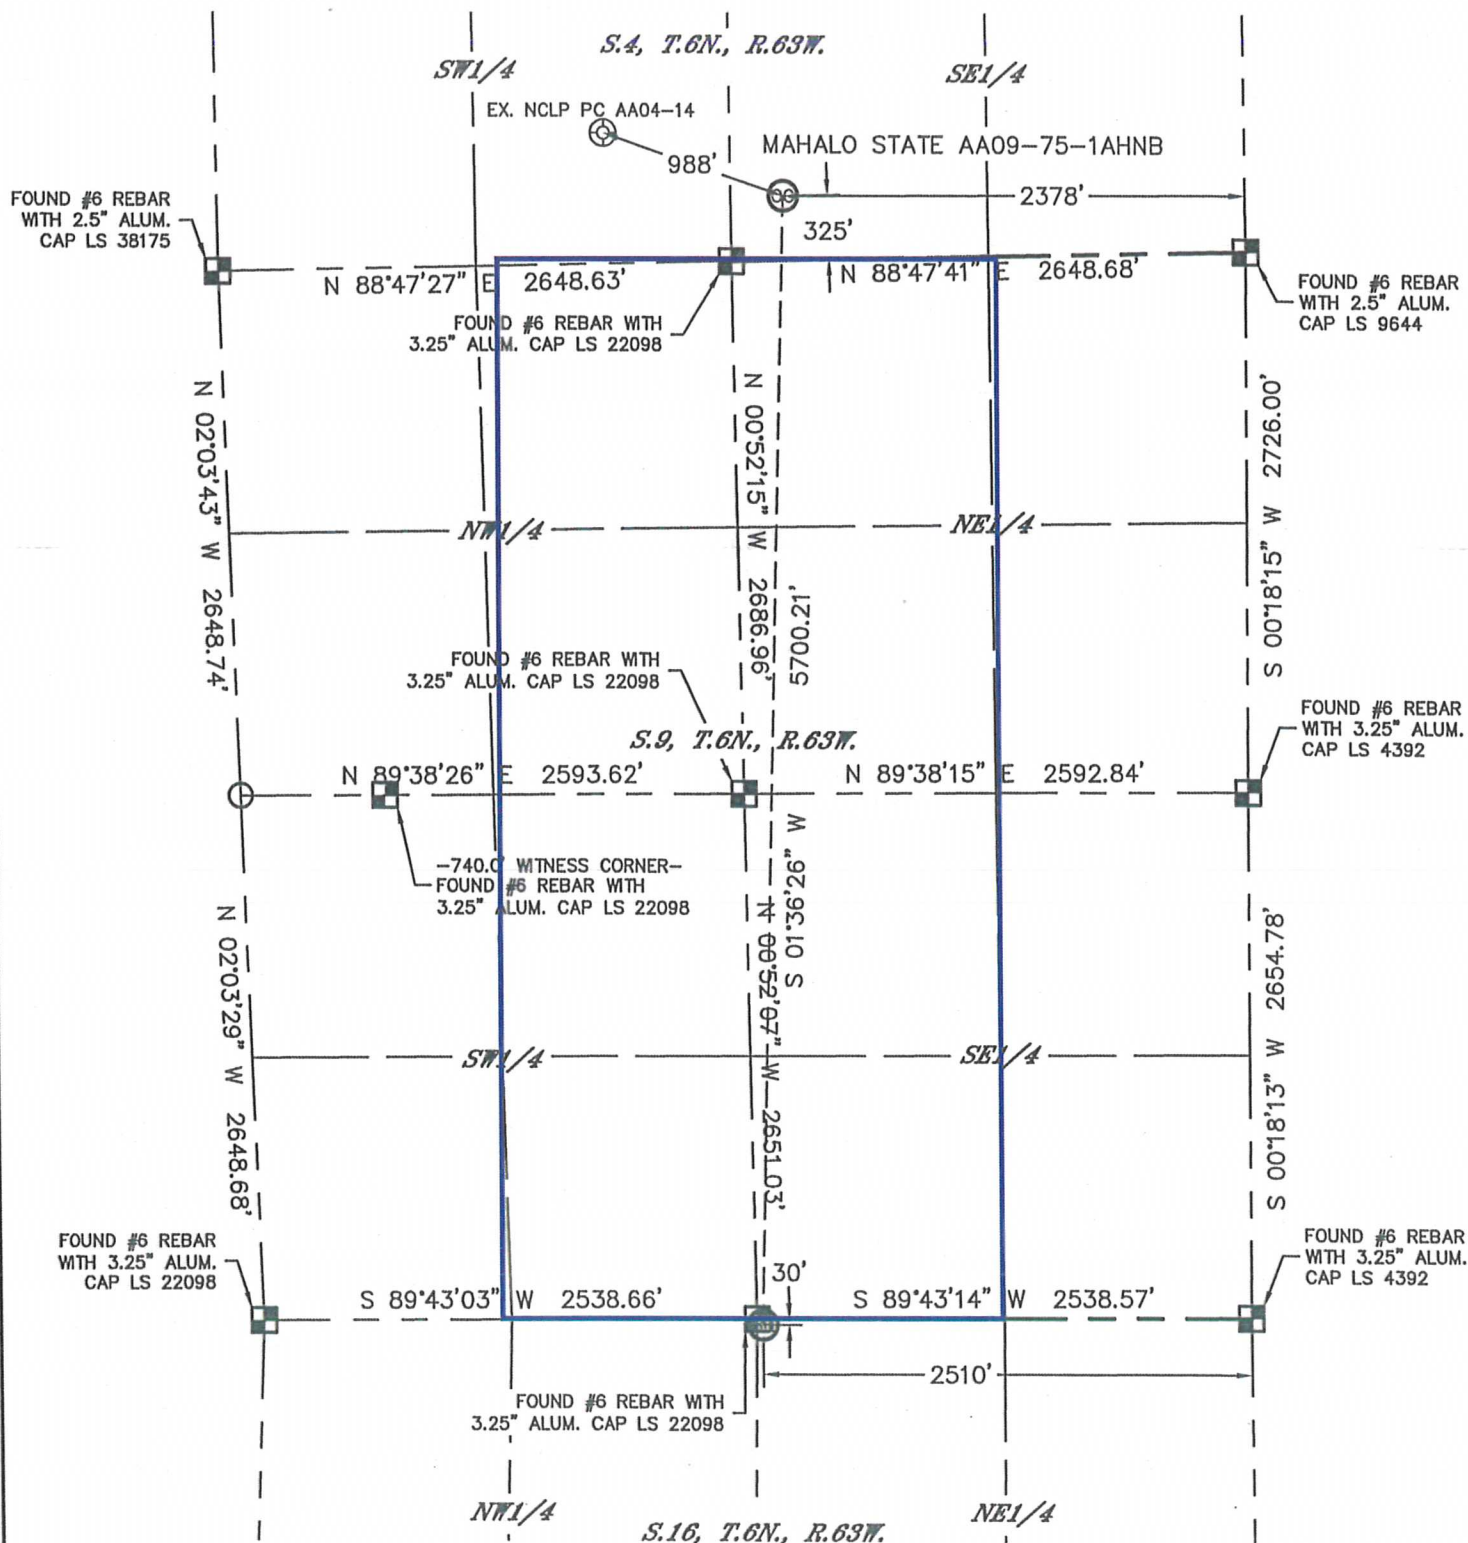 S.4, T.6N., R.63W.
SW1/4
SE1/4
EX. NCLP PC AA04-14
988'
MAHALO STATE AA09-75-1AHNB
2378'
325'
FOUND #6 REBAR
WITH 2.5" ALUM.
CAP LS 38175
N 88°47'27" E 2648.63'
N 88°47'41" E 2648.68'
FOUND #6 REBAR
WITH 2.5" ALUM.
CAP LS 9644
FOUND #6 REBAR WITH
3.25" ALUM. CAP LS 22098
N 02°03'43" W 2648.74'
N 00°52'15" W 2686.96'
5700.21'
S 00°18'15" W 2726.00'
NW1/4
NE1/4
FOUND #6 REBAR WITH
3.25" ALUM. CAP LS 22098
S.9, T.6N., R.63W.
FOUND #6 REBAR
WITH 3.25" ALUM.
CAP LS 4392
N 89°38'26" E 2593.62'
N 89°38'15" E 2592.84'
-740.0' WITNESS CORNER-
FOUND #6 REBAR WITH
3.25" ALUM. CAP LS 22098
S 01°36'26" W
N 02°03'29" W 2648.68'
N 00°52'07" W 2651.03'
S 00°18'13" W 2654.78'
SW1/4
SE1/4
FOUND #6 REBAR
WITH 3.25" ALUM.
CAP LS 22098
FOUND #6 REBAR
WITH 3.25" ALUM.
CAP LS 4392
30'
S 89°43'03" W 2538.66'
S 89°43'14" W 2538.57'
2510'
FOUND #6 REBAR WITH
3.25" ALUM. CAP LS 22098
NW1/4
NE1/4
S.16, T.6N., R.63W.